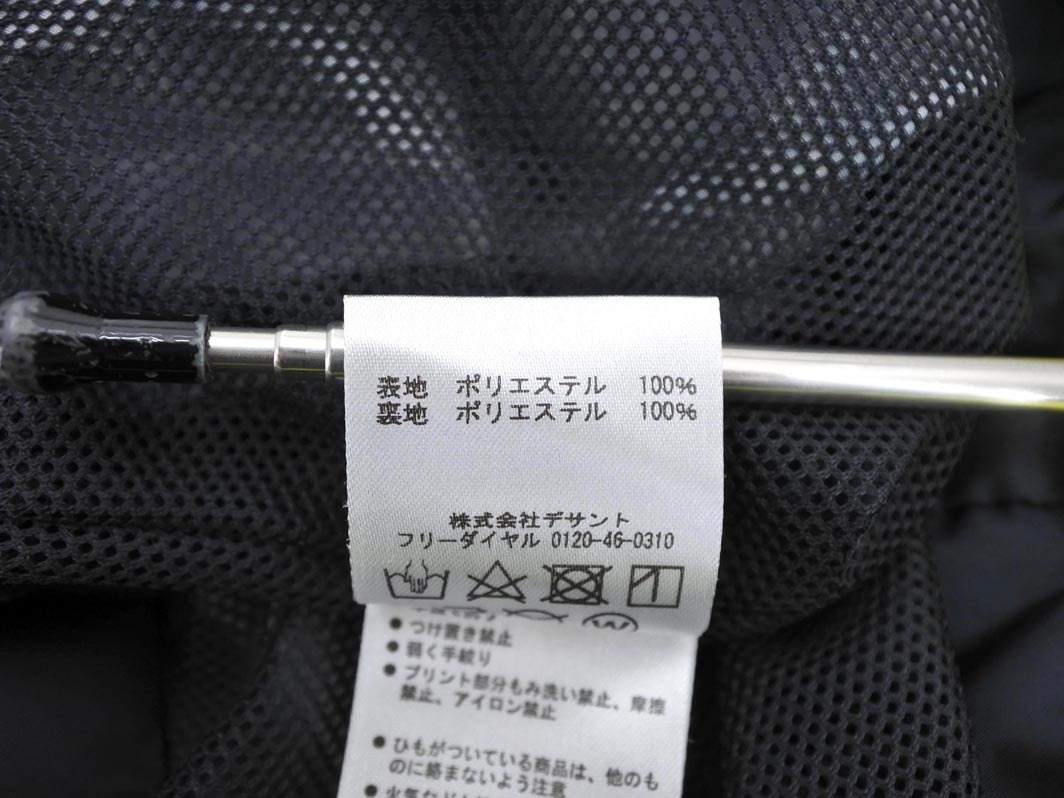 表地 ポリエステル 100%
裏地 ポリエステル 100%
株式会社デサント
フリーダイヤル 0120-46-0310
W
● つけ置き禁止
● 弱く手絞り
● プリント部分もみ洗い禁止、摩擦
禁止、アイロン禁止
● ひもがついている商品は、他のも
のに絡まないよう注意